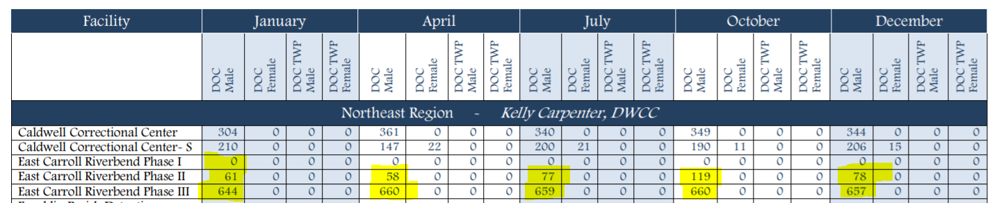 Facility January April July October December
DOC Male DOC Female DOC TWP Male DOC TWP Female DOC Male DOC Female DOC TWP Male DOC TWP Female DOC Male DOC Female DOC TWP Male DOC TWP Female DOC Male DOC Female DOC TWP Male DOC TWP Female DOC Male DOC Female DOC TWP Male DOC TWP Female
Northeast Region - Kelly Carpenter, DWCC
Caldwell Correctional Center 304 0 0 0 361 0 0 0 340 0 0 0 349 0 0 0 344 0 0 0
Caldwell Correctional Center- S 210 0 0 0 147 22 0 0 200 21 0 0 190 11 0 0 206 15 0 0
East Carroll Riverbend Phase I 0 0 0 0 0 0 0 0 0 0 0 0 0 0 0 0 0 0 0 0
East Carroll Riverbend Phase II 61 0 0 0 58 0 0 0 77 0 0 0 119 0 0 0 78 0 0 0
East Carroll Riverbend Phase III 644 0 0 0 660 0 0 0 659 0 0 0 660 0 0 0 657 0 0 0